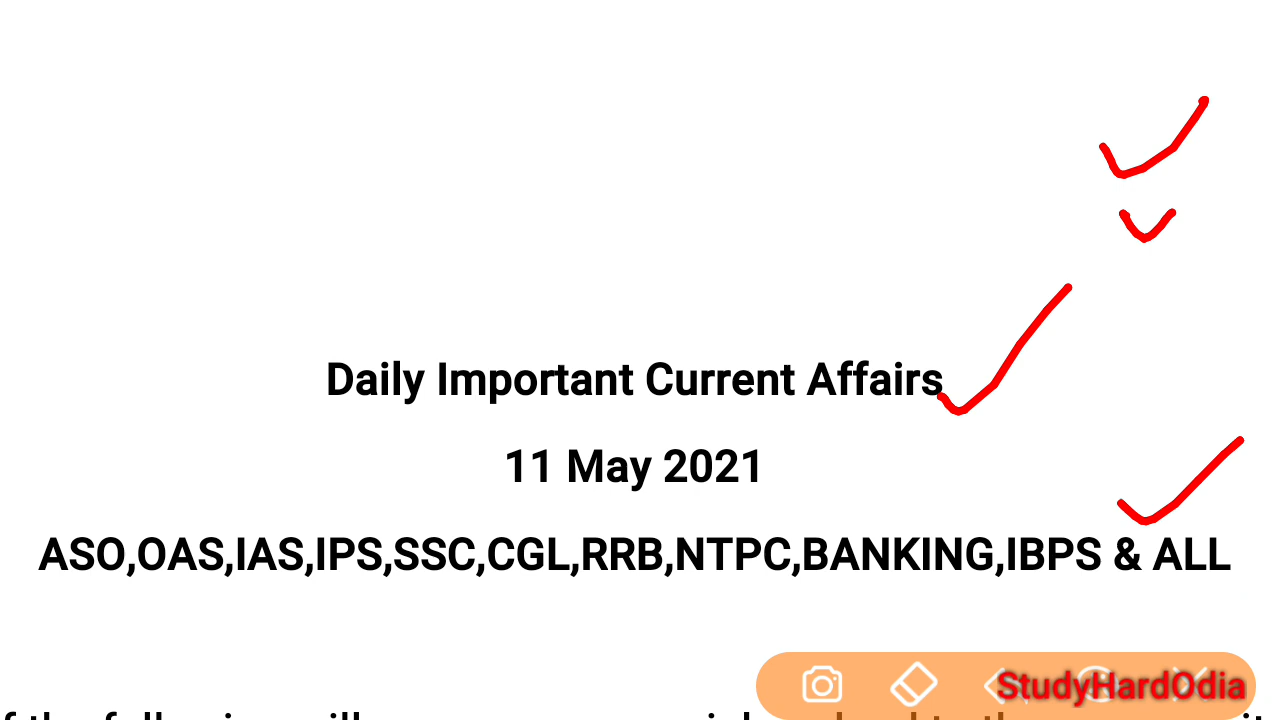 Daily Important Current Affairs
11 May 2021
ASO,OAS,IAS,IPS,SSC,CGL,RRB,NTPC,BANKING,IBPS & ALL
StudyHardOdia